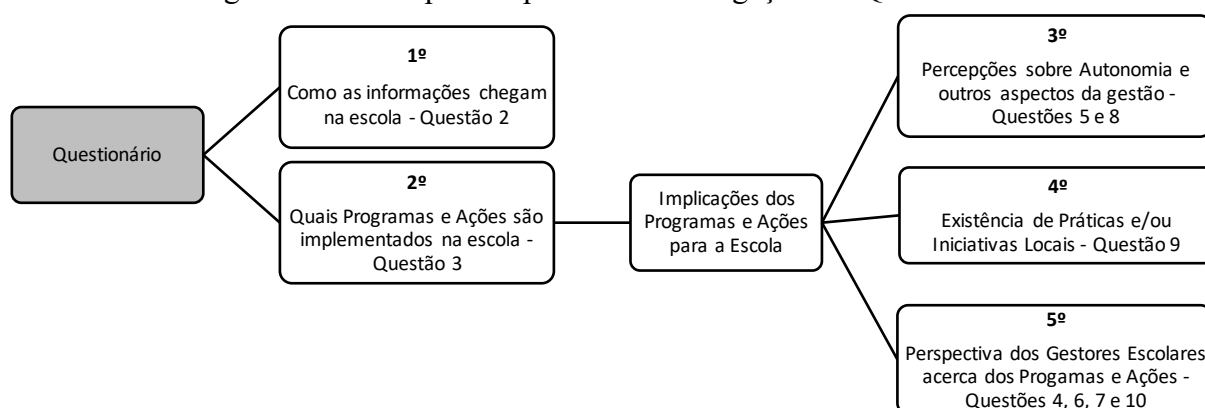 Questionário
1º
Como as informações chegam
na escola - Questão 2
2º
Quais Programas e Ações são
implementados na escola -
Questão 3
Implicações dos
Programas e Ações
para a Escola
3º
Percepções sobre Autonomia e
outros aspectos da gestão -
Questões 5 e 8
4º
Existência de Práticas e/ou
Iniciativas Locais - Questão 9
5º
Perspectiva dos Gestores Escolares
acerca dos Progamas e Ações -
Questões 4, 6, 7 e 10